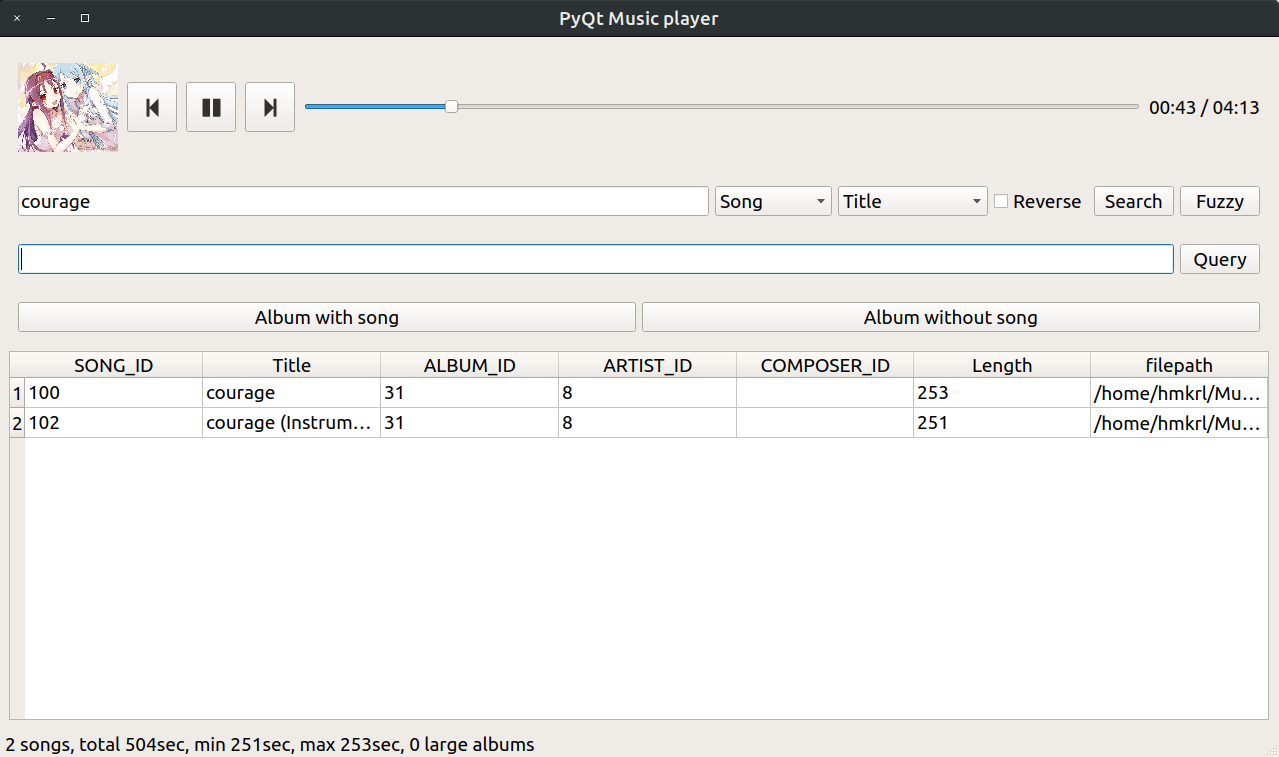 PyQt Music player
00:43 / 04:13
courage Song Title Reverse Search Fuzzy
Query
Album with song Album without song
SONG_ID Title ALBUM_ID ARTIST_ID COMPOSER_ID Length filepath
1 100 courage 31 8 253 /home/hmkrl/Mu…
2 102 courage (Instrum… 31 8 251 /home/hmkrl/Mu…
2 songs, total 504sec, min 251sec, max 253sec, 0 large albums